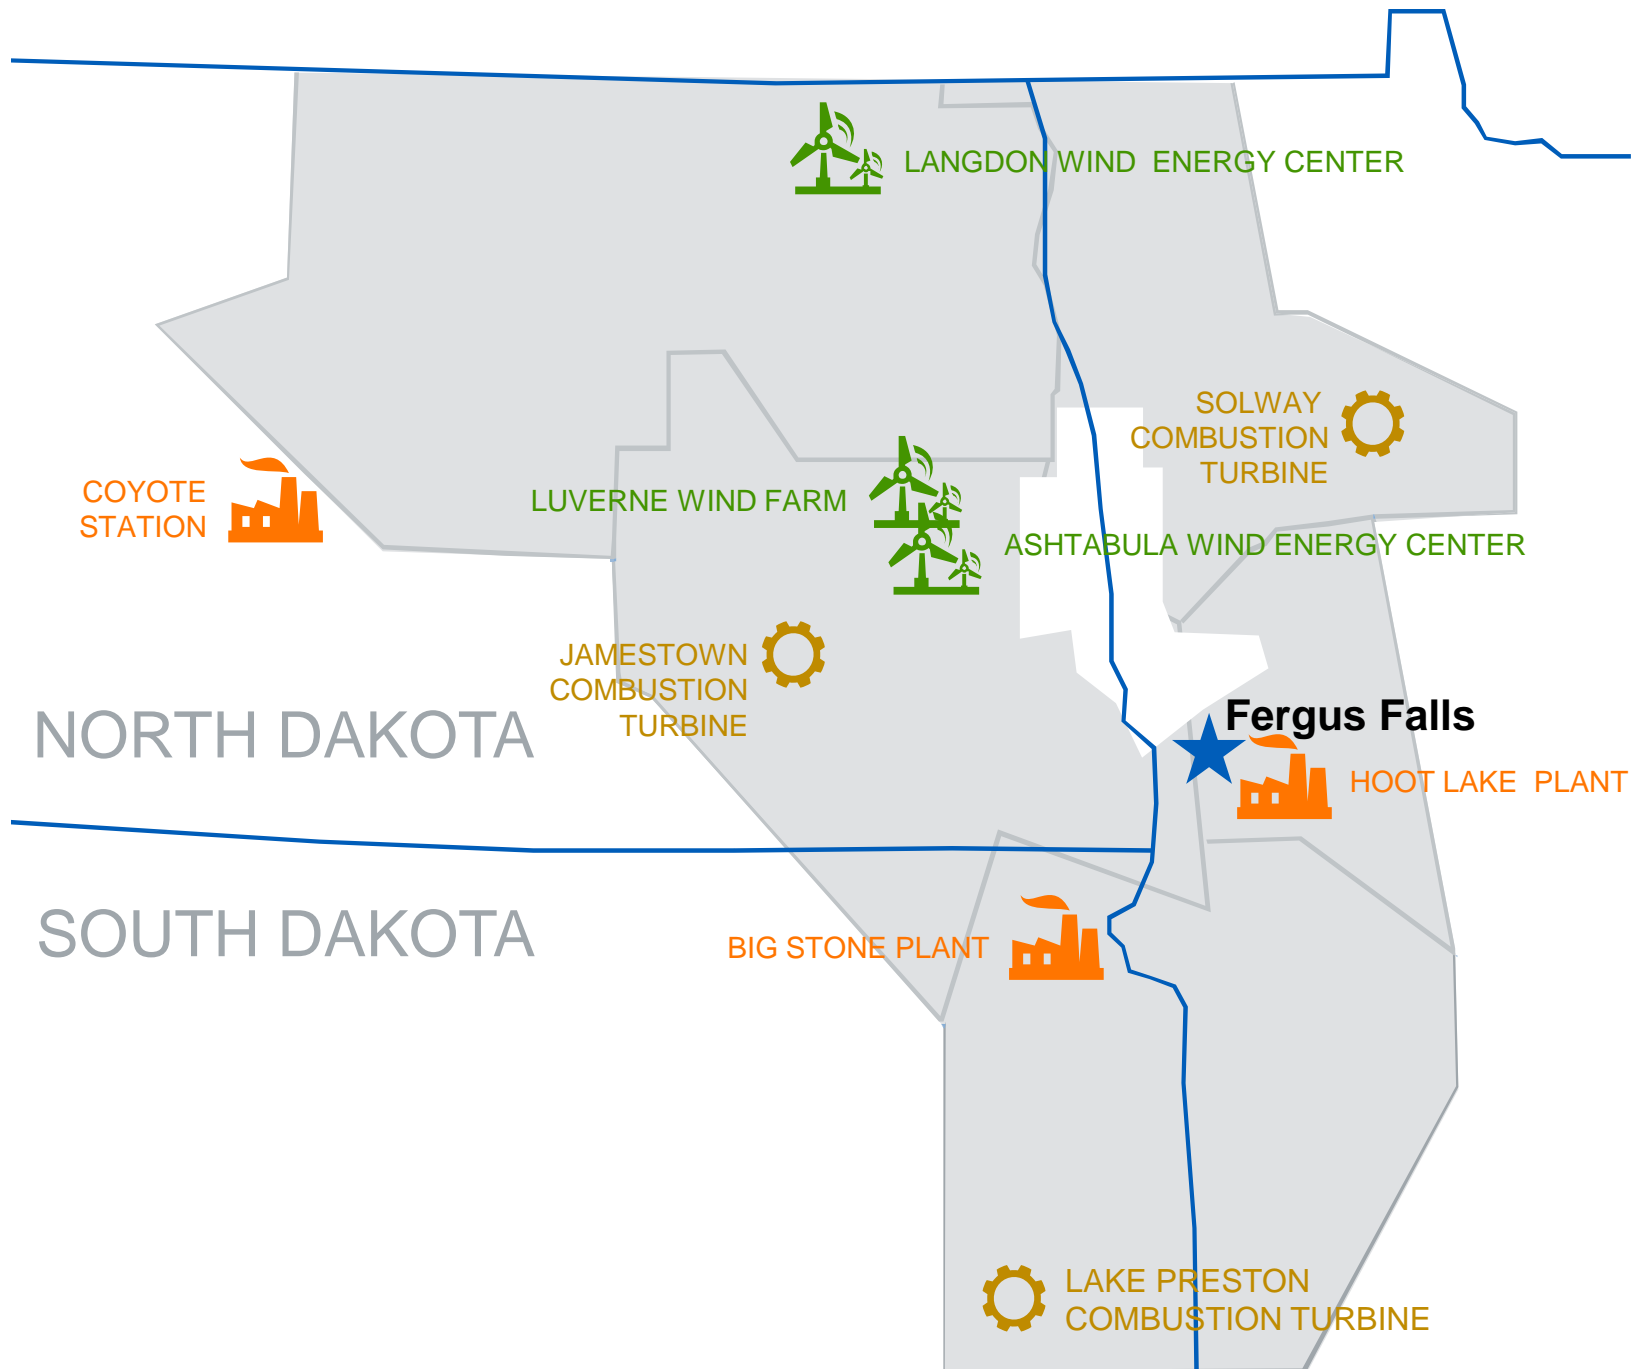 LANGDON WIND ENERGY CENTER
SOLWAY
COMBUSTION
TURBINE
COYOTE
STATION
LUVERNE WIND FARM
ASHTABULA WIND ENERGY CENTER
JAMESTOWN
COMBUSTION
TURBINE
NORTH DAKOTA
Fergus Falls
HOOT LAKE PLANT
SOUTH DAKOTA
BIG STONE PLANT
LAKE PRESTON
COMBUSTION TURBINE